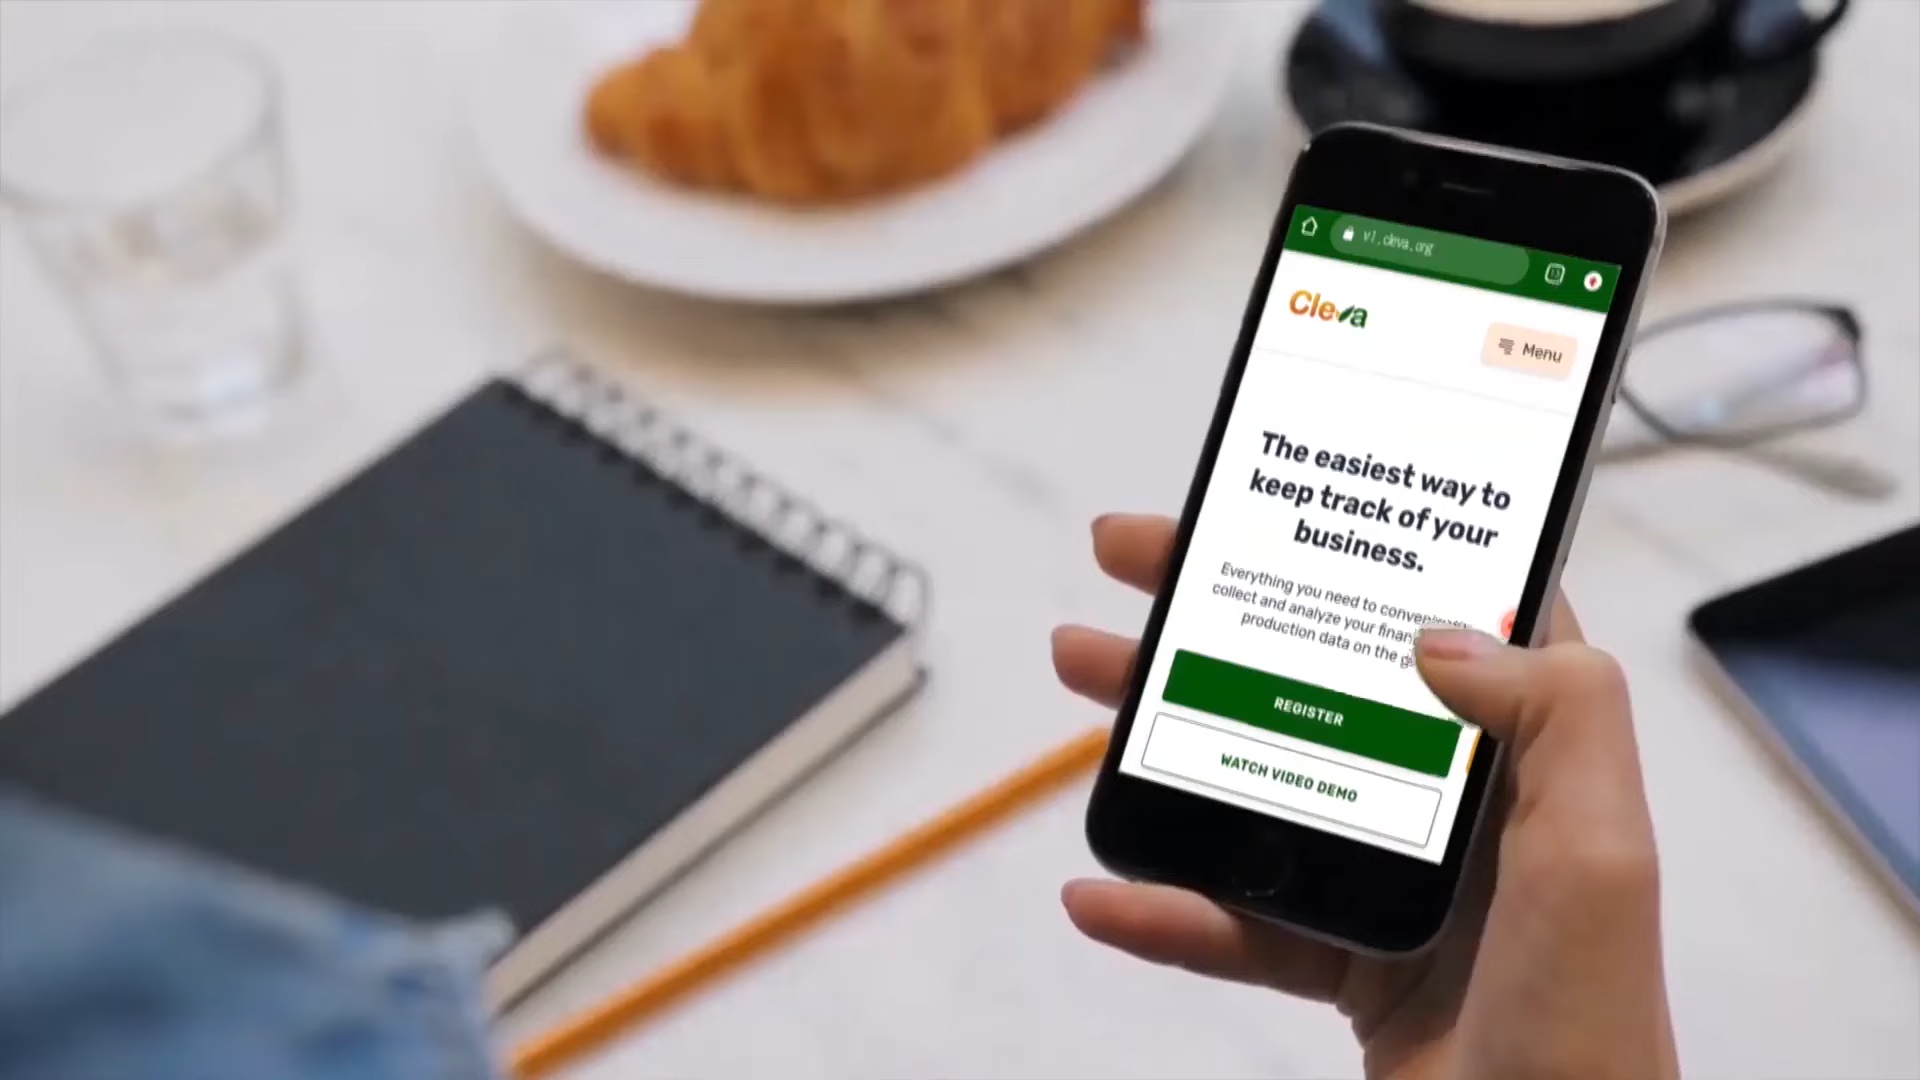 v1.cleva.org
Cleva
Menu
The easiest way to
keep track of your
business.
Everything you need to
collect and analyze your
production data on the
REGISTER
WATCH VIDEO DEMO